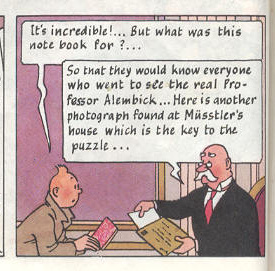 It's incredible!... But what was this
note book for ?...
So that they would know everyone
who went to see the real Pro-
fessor Alembick... Here is another
photograph found at Müsstler's
house which is the key to the
puzzle ...